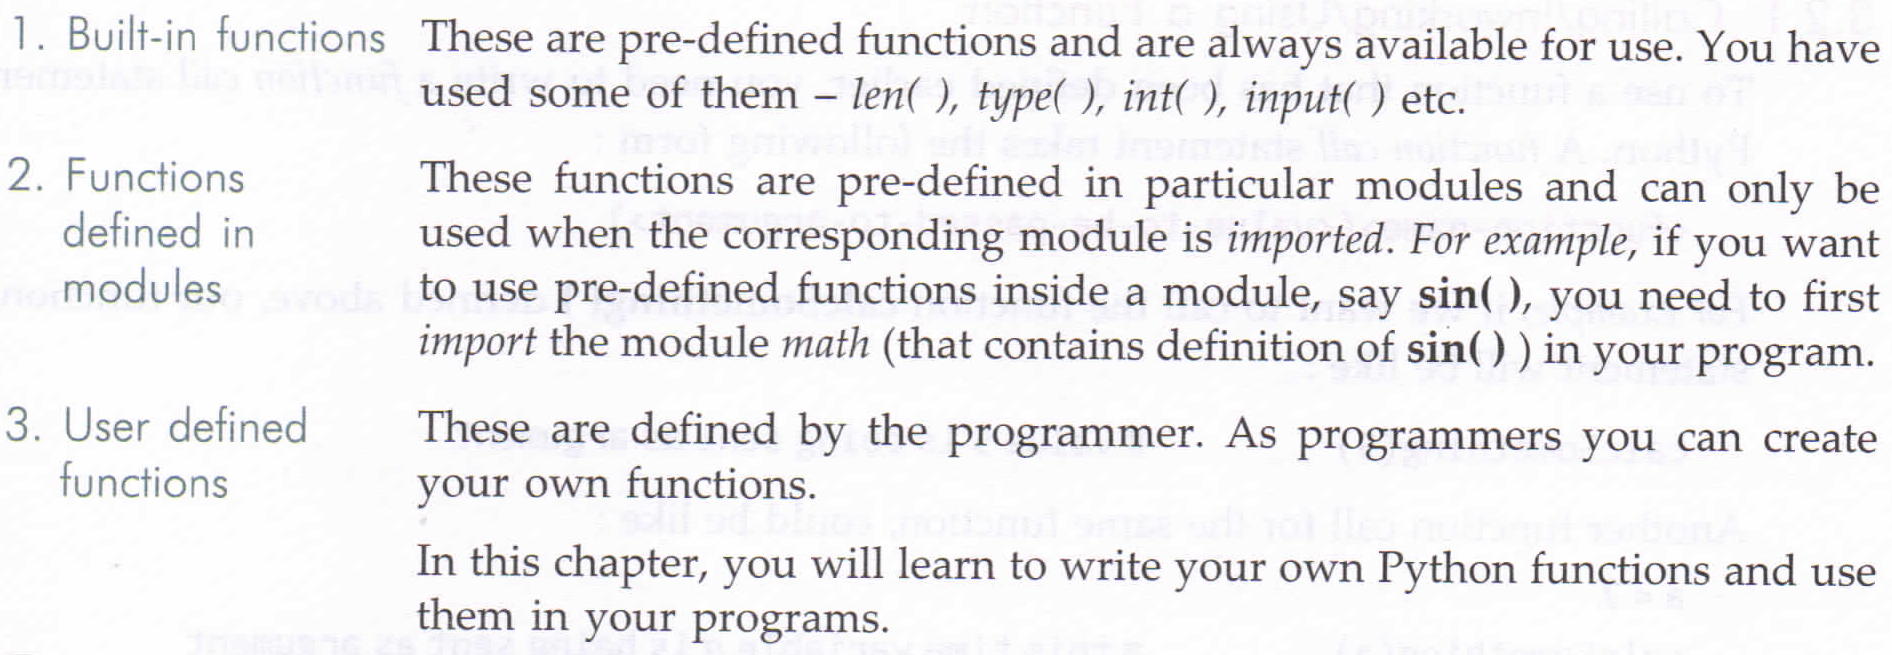 1. Built-in functions These are pre-defined functions and are always available for use. You have
used some of them – len( ), type( ), int( ), input( ) etc.
2. Functions These functions are pre-defined in particular modules and can only be
defined in used when the corresponding module is imported. For example, if you want
modules to use pre-defined functions inside a module, say sin( ), you need to first
import the module math (that contains definition of sin( ) ) in your program.
3. User defined These are defined by the programmer. As programmers you can create
functions your own functions.
In this chapter, you will learn to write your own Python functions and use
them in your programs.